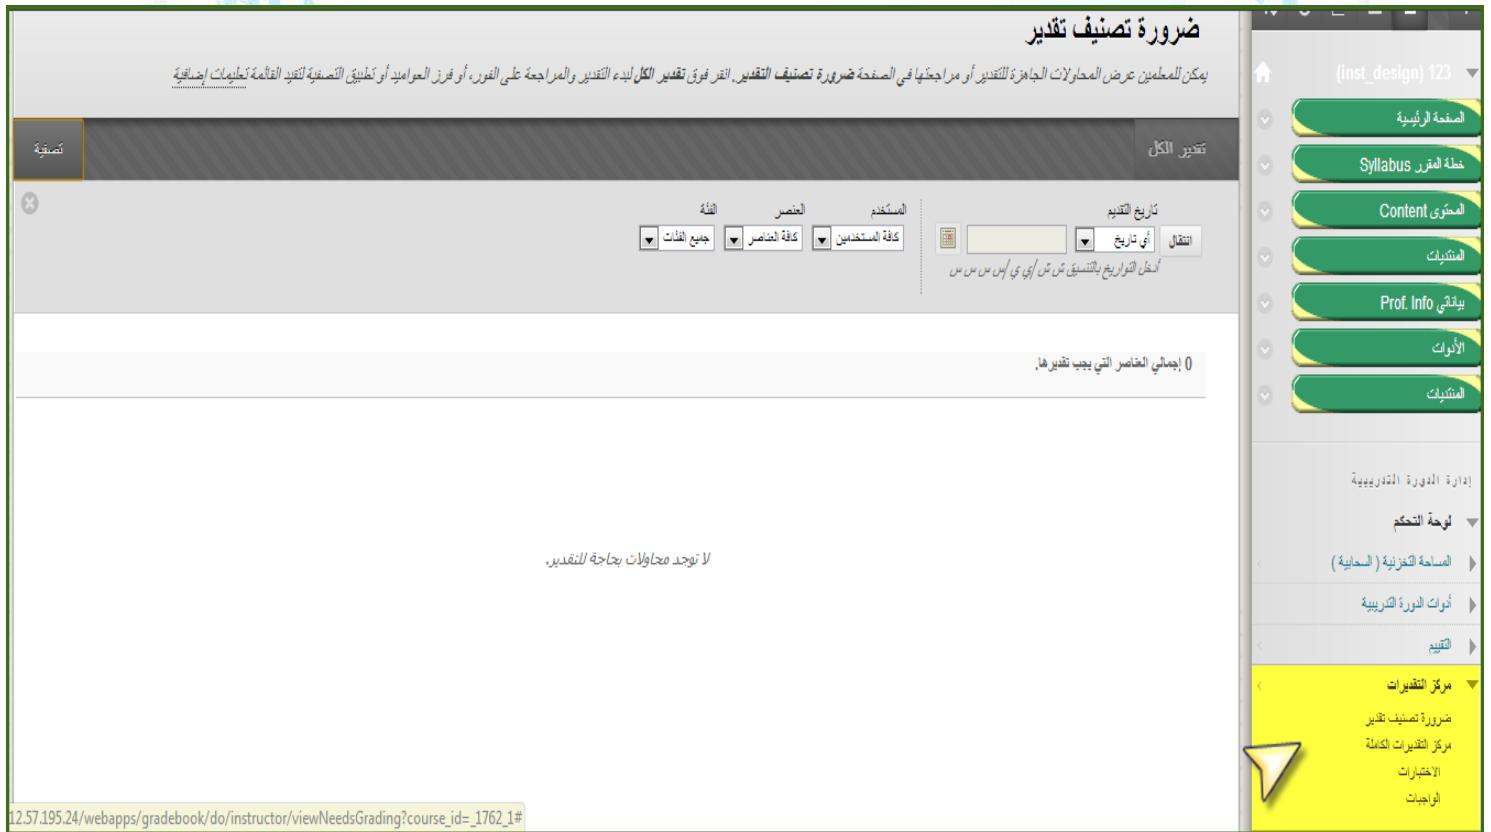 ضرورة تصنيف تقدير
يمكن للمعلمين عرض المحاولات الجاهزة للتقدير أو مراجعتها في الصفحة ضرورة تصنيف التقدير. انقر فوق تقدير الكل لبدء التقدير والمراجعة على الفور، أو فرز العواميد أو تطبيق التصفية لتقيد القائمة تعليمات إضافية
تقدير الكل
تصفية
تاريخ التقديم
المستخدم
العنصر
الفئة
انتقال
أي تاريخ
كافة المستخدمين
كافة العناصر
جميع الفئات
أدخل التواريخ بالتنسيق ش ش/ي ي/س س س س
0 إجمالي العناصر التي يجب تقديرها.
لا توجد محاولات بحاجة للتقدير.
12.57.195.24/webapps/gradebook/do/instructor/viewNeedsGrading?course_id=_1762_1#
123 (inst_design)
الصفحة الرئيسية
خطة المقرر Syllabus
المحتوى Content
المنتديات
بياناتي Prof. Info
الأدوات
المنتديات
إدارة الدورة التدريبية
لوحة التحكم
المساحة التخزنية ( السحابية )
أدوات الدورة التدريبية
التقييم
مركز التقديرات
ضرورة تصنيف تقدير
مركز التقديرات الكاملة
الاختبارات
الواجبات